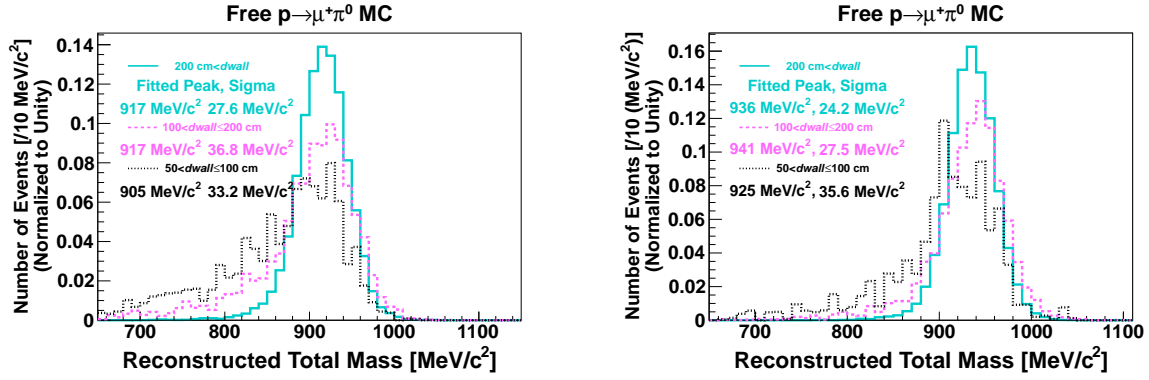 Free p→μ⁺π⁰ MC
Number of Events [/10 MeV/c²]
(Normalized to Unity)
0.14
0.12
0.1
0.08
0.06
0.04
0.02
0
200 cm<dwall
Fitted Peak, Sigma
917 MeV/c² 27.6 MeV/c²
100<dwall≤200 cm
917 MeV/c² 36.8 MeV/c²
50<dwall≤100 cm
905 MeV/c² 33.2 MeV/c²
700 800 900 1000 1100
Reconstructed Total Mass [MeV/c²]
Free p→μ⁺π⁰ MC
Number of Events [/10 (MeV/c²)]
(Normalized to Unity)
0.16
0.14
0.12
0.1
0.08
0.06
0.04
0.02
0
200 cm<dwall
Fitted Peak, Sigma
936 MeV/c², 24.2 MeV/c²
100<dwall≤200 cm
941 MeV/c², 27.5 MeV/c²
50<dwall≤100 cm
925 MeV/c², 35.6 MeV/c²
700 800 900 1000 1100
Reconstructed Total Mass [MeV/c²]